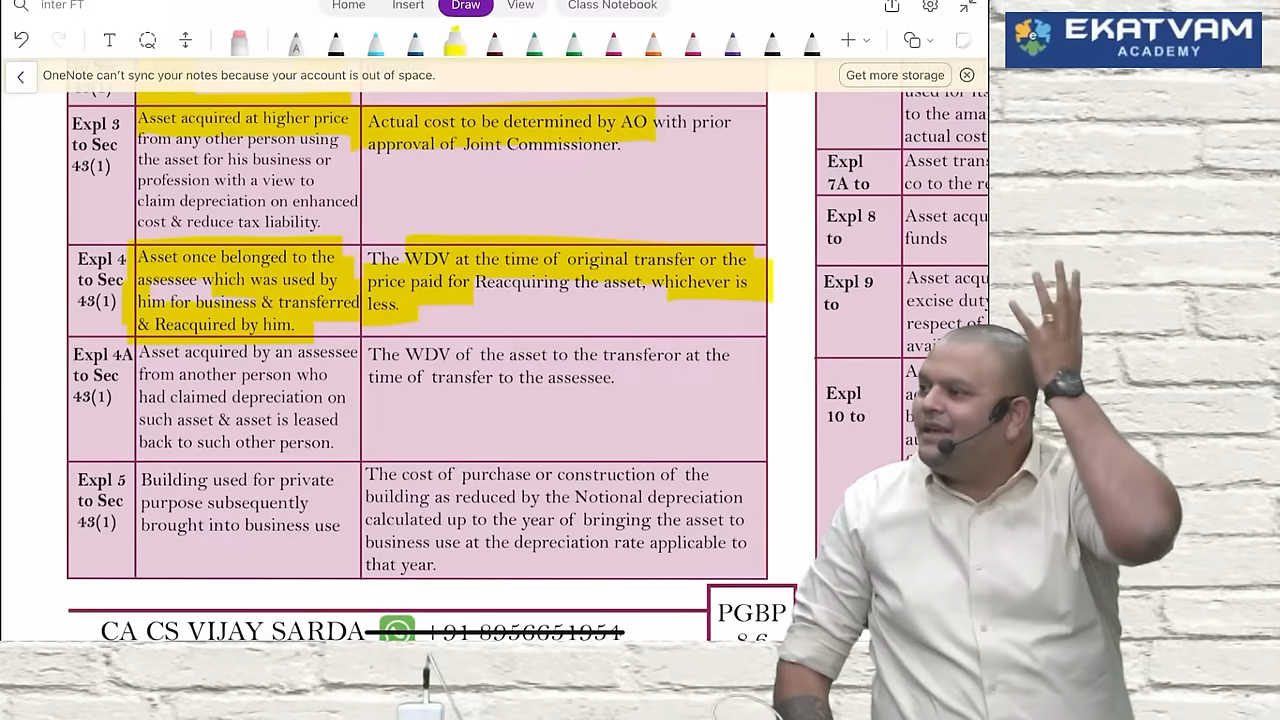 inter FT
Home Insert Draw View Class Notebook
EKATVAM
ACADEMY
OneNote can't sync your notes because your account is out of space.
Get more storage
Expl 3
to Sec
43(1)
Asset acquired at higher price
from any other person using
the asset for his business or
profession with a view to
claim depreciation on enhanced
cost & reduce tax liability.
Actual cost to be determined by AO with prior
approval of Joint Commissioner.
Expl 4
to Sec
43(1)
Asset once belonged to the
assessee which was used by
him for business & transferred
& Reacquired by him.
The WDV at the time of original transfer or the
price paid for Reacquiring the asset, whichever is
less.
Expl 4A
to Sec
43(1)
Asset acquired by an assessee
from another person who
had claimed depreciation on
such asset & asset is leased
back to such other person.
The WDV of the asset to the transferor at the
time of transfer to the assessee.
Expl 5
to Sec
43(1)
Building used for private
purpose subsequently
brought into business use
The cost of purchase or construction of the
building as reduced by the Notional depreciation
calculated up to the year of bringing the asset to
business use at the depreciation rate applicable to
that year.
CA CS VIJAY SARDA +91 8956651954
PGBP
8.6
to the ama
actual cost
Expl
7A to
Asset tran
co to the r
Expl 8
to
Asset acqu
funds
Expl 9
to
Asset acqu
excise duty
respect of
avai
Expl
10 to